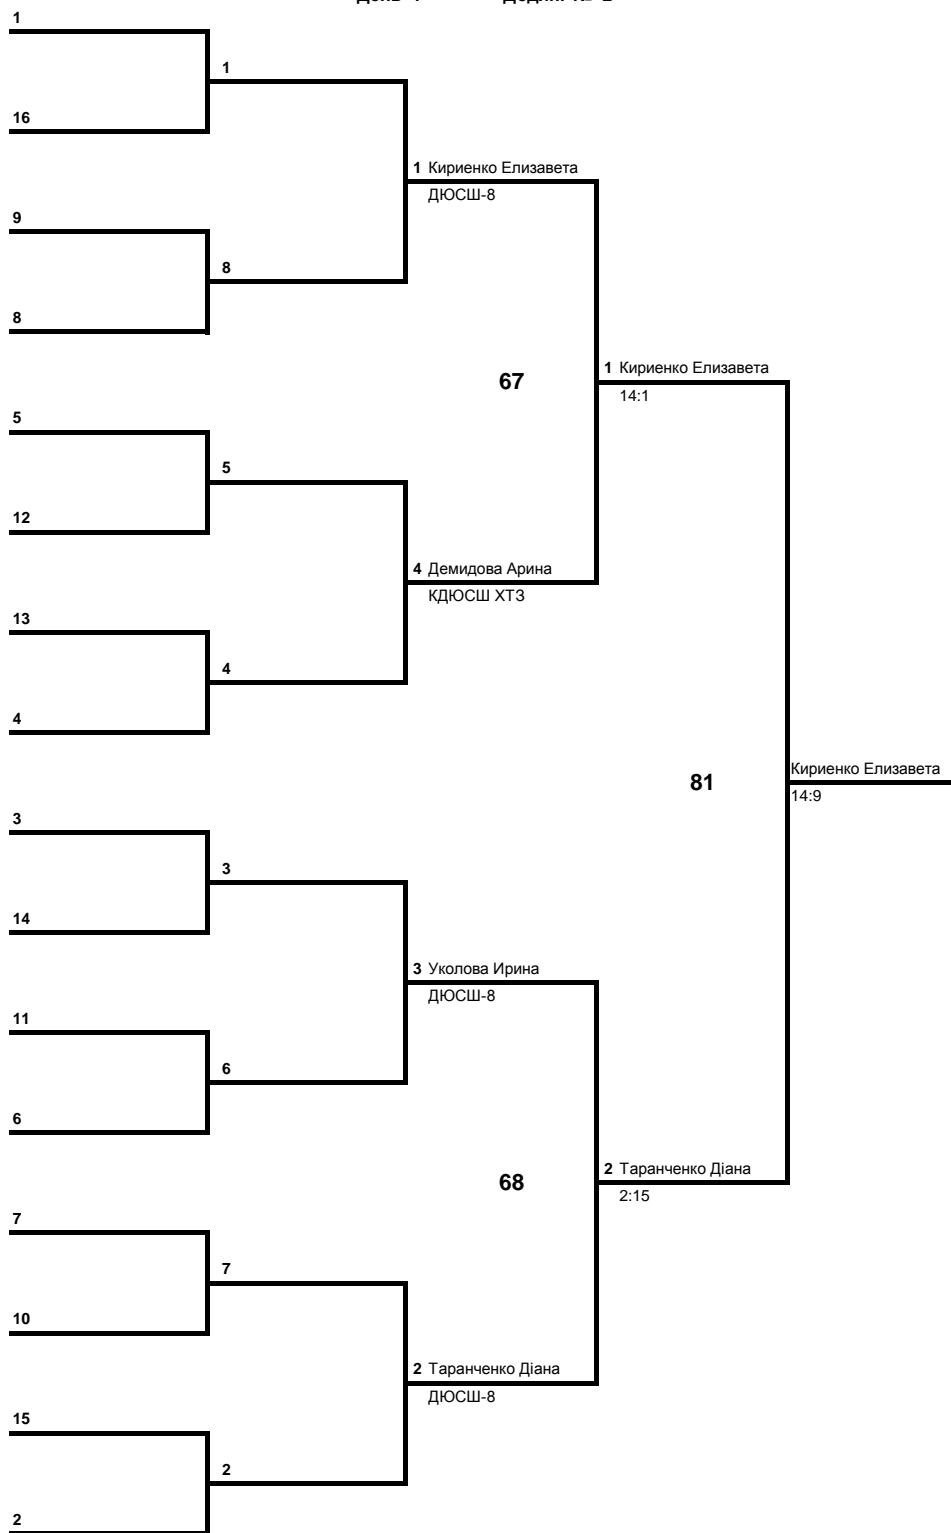 1
1
16
1 Кириенко Елизавета
ДЮСШ-8
9
8
8
1 Кириенко Елизавета
67
14:1
5
5
12
4 Демидова Арина
КДЮСШ ХТЗ
13
4
4
Кириенко Елизавета
81
14:9
3
3
14
3 Уколова Ирина
ДЮСШ-8
11
6
6
2 Таранченко Діана
68
2:15
7
7
10
2 Таранченко Діана
ДЮСШ-8
15
2
2